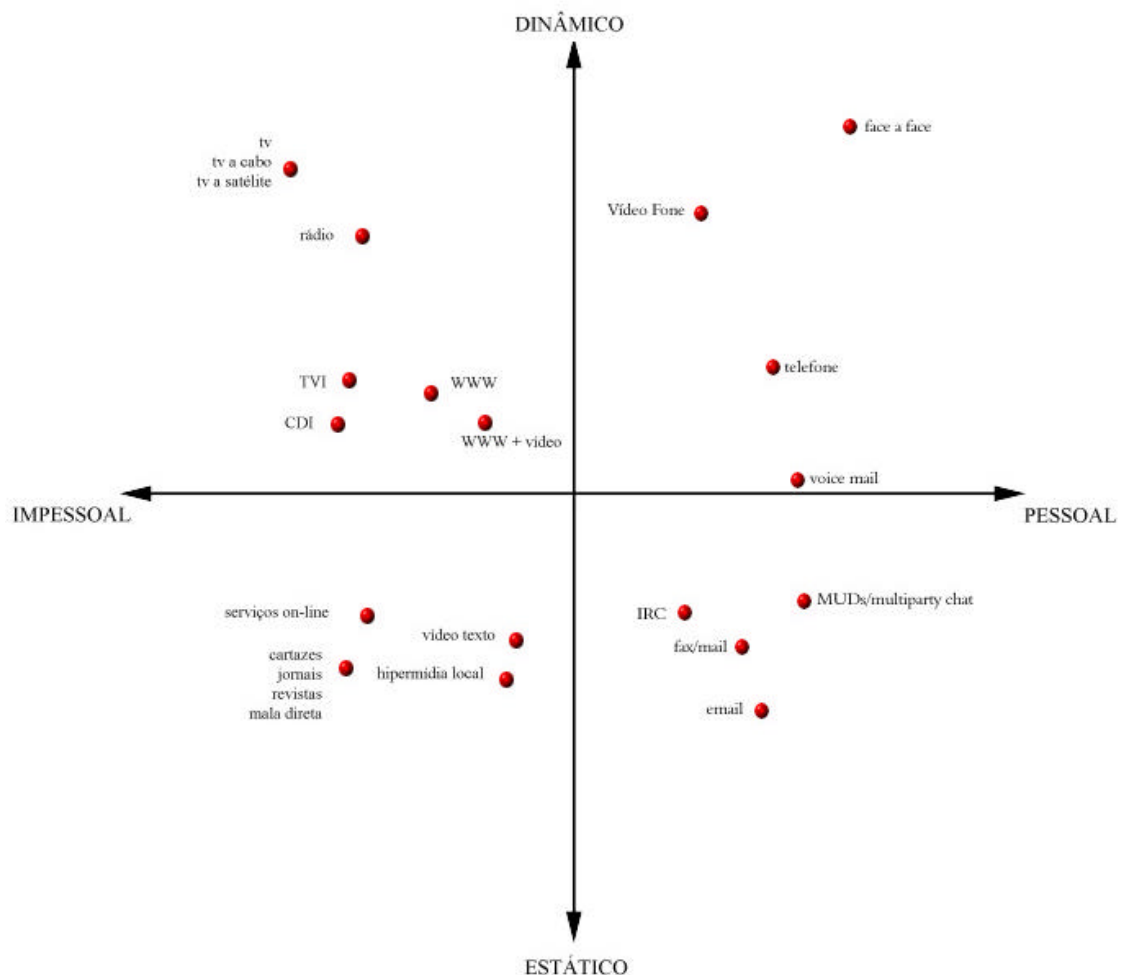 DINÂMICO
face a face
tv
tv a cabo
tv a satélite
Vídeo Fone
rádio
telefone
TVI
WWW
CDI
WWW + vídeo
voice mail
IMPESSOAL
PESSOAL
MUDs/multiparty chat
serviços on-line
IRC
vídeo texto
fax/mail
cartazes
jornais
revistas
mala direta
hipermídia local
email
ESTÁTICO